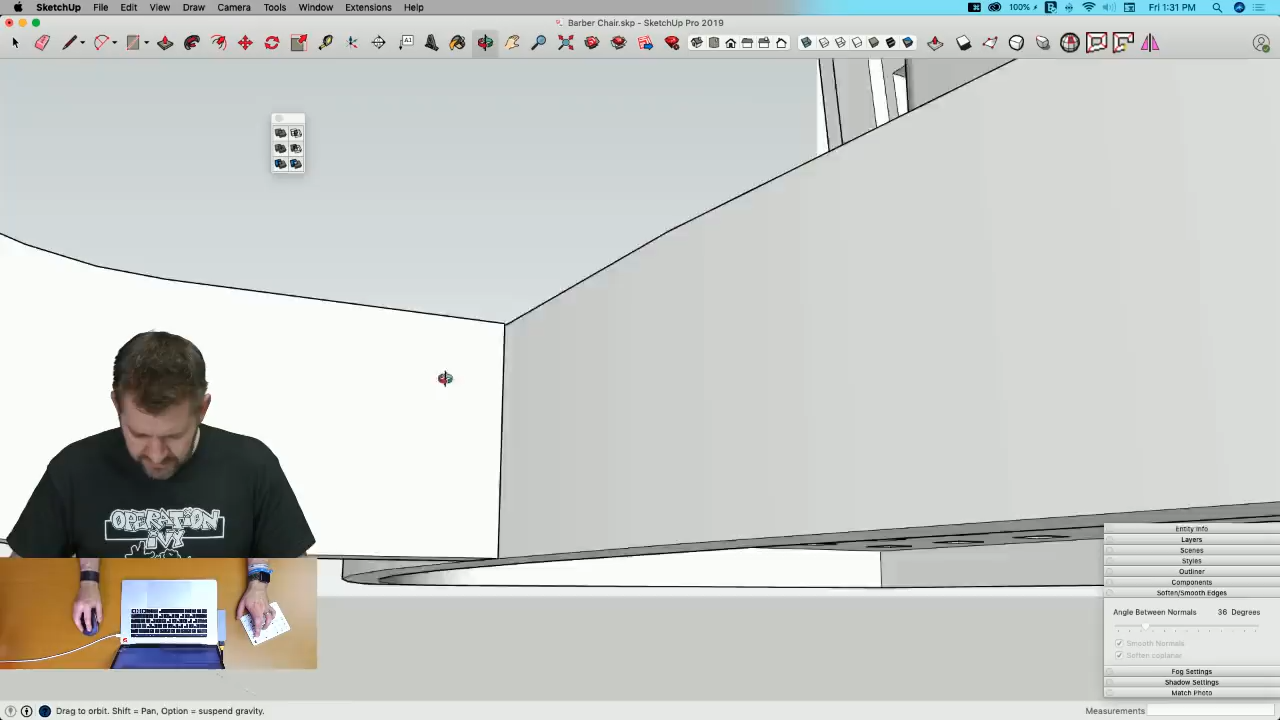 SketchUp File Edit View Draw Camera Tools Window Extensions Help
100% Fri 1:31 PM
Barber Chair.skp - SketchUp Pro 2019
OPERATION
IVY
Entity Info
Layers
Scenes
Styles
Outliner
Components
Soften/Smooth Edges
Angle Between Normals 36 Degrees
Smooth Normals
Soften coplanar
Fog Settings
Shadow Settings
Match Photo
Drag to orbit. Shift = Pan, Option = suspend gravity.
Measurements